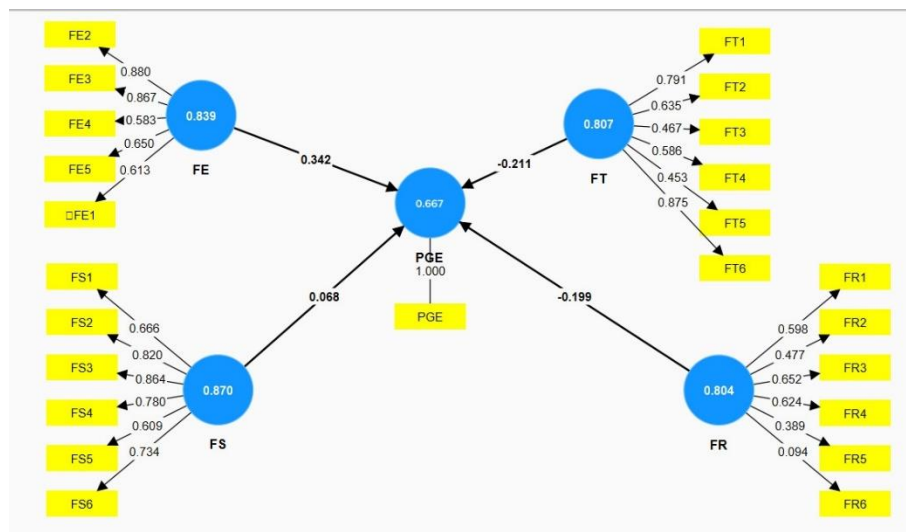 FE2
FE3
FE4
FE5
FE1
0.880
0.867
0.583
0.650
0.613
0.839
FE
0.342
FT1
FT2
FT3
FT4
FT5
FT6
0.791
0.635
0.467
0.586
0.453
0.875
0.807
FT
-0.211
0.667
PGE
1.000
PGE
FS1
FS2
FS3
FS4
FS5
FS6
0.666
0.820
0.864
0.780
0.609
0.734
0.870
FS
0.068
FR1
FR2
FR3
FR4
FR5
FR6
0.598
0.477
0.652
0.624
0.389
0.094
0.804
FR
-0.199